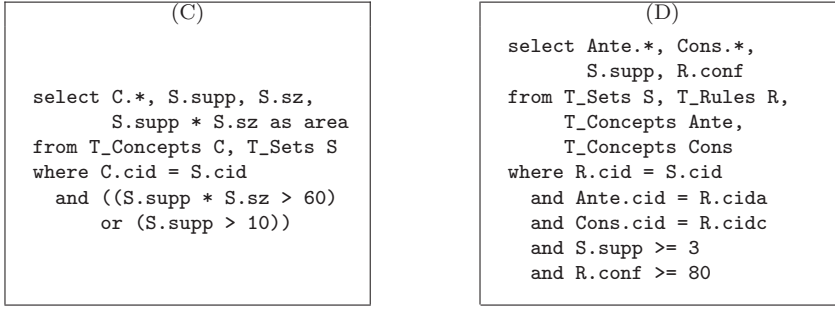 (C)
select C.*, S.supp, S.sz,
S.supp * S.sz as area
from T_Concepts C, T_Sets S
where C.cid = S.cid
and ((S.supp * S.sz > 60)
or (S.supp > 10))
(D)
select Ante.*, Cons.*,
S.supp, R.conf
from T_Sets S, T_Rules R,
T_Concepts Ante,
T_Concepts Cons
where R.cid = S.cid
and Ante.cid = R.cida
and Cons.cid = R.cidc
and S.supp >= 3
and R.conf >= 80